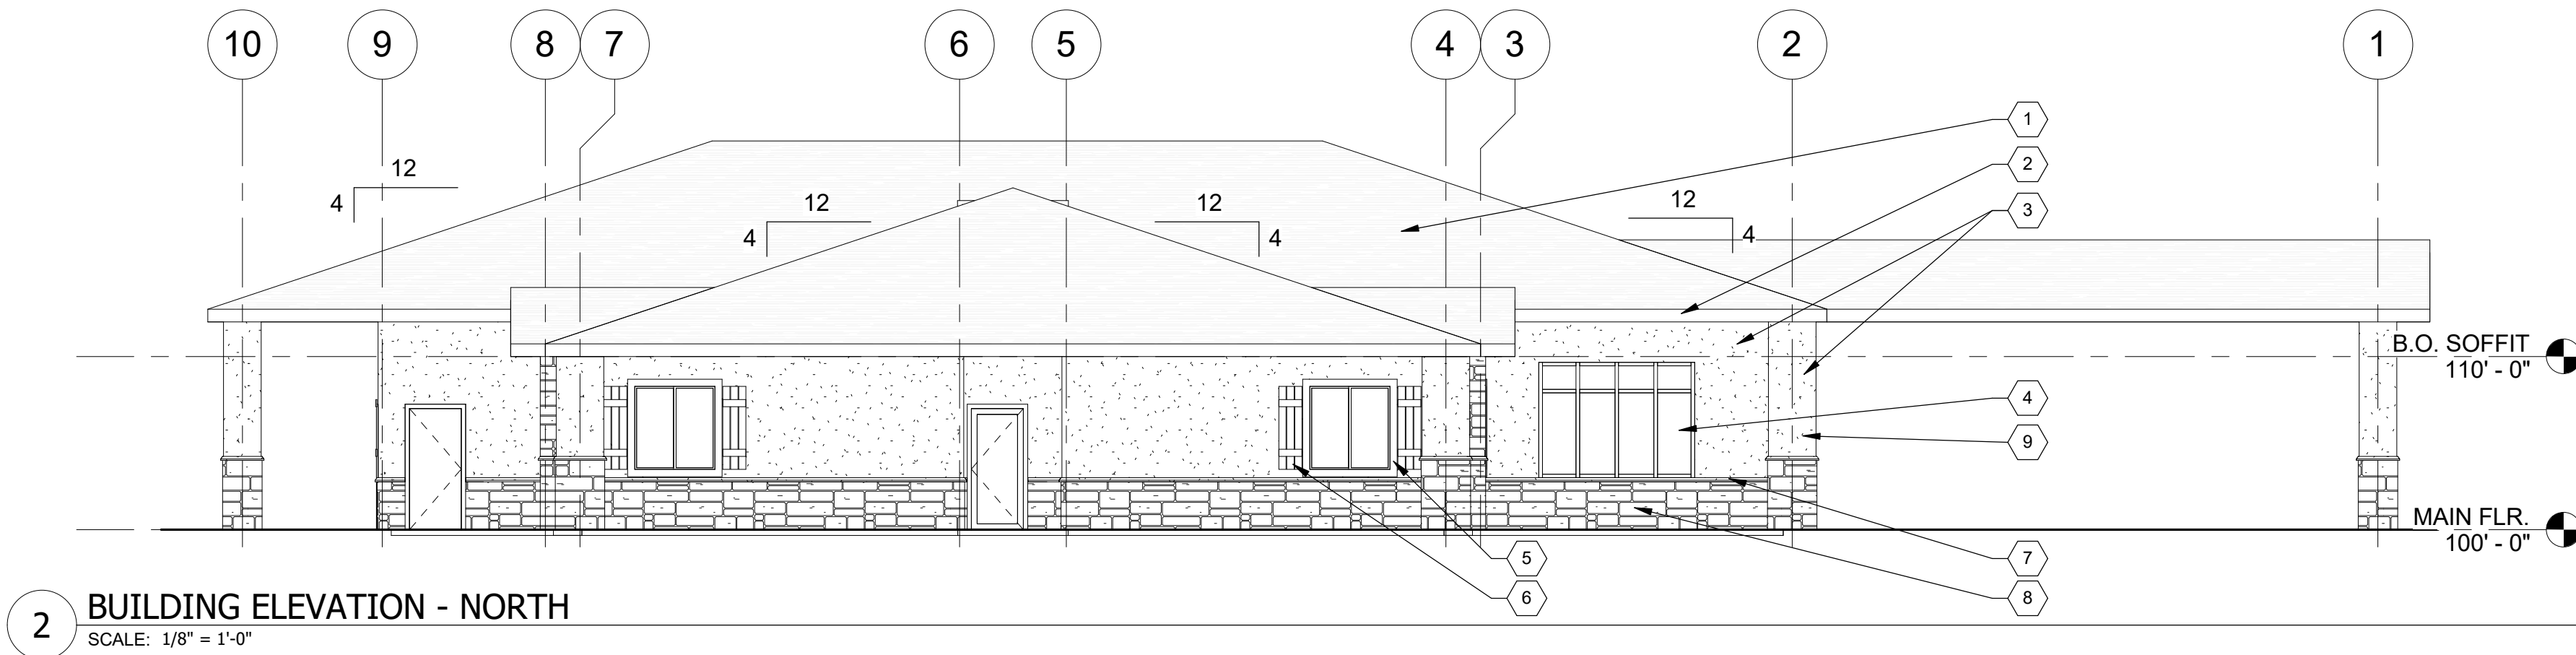 10 9 8 7 6 5 4 3 2 1
1
12
2
4
12
12
12
3
4
4
4
B.O. SOFFIT
110' - 0"
4
9
MAIN FLR.
100' - 0"
5
7
6
8
2 BUILDING ELEVATION - NORTH
SCALE: 1/8" = 1'-0"